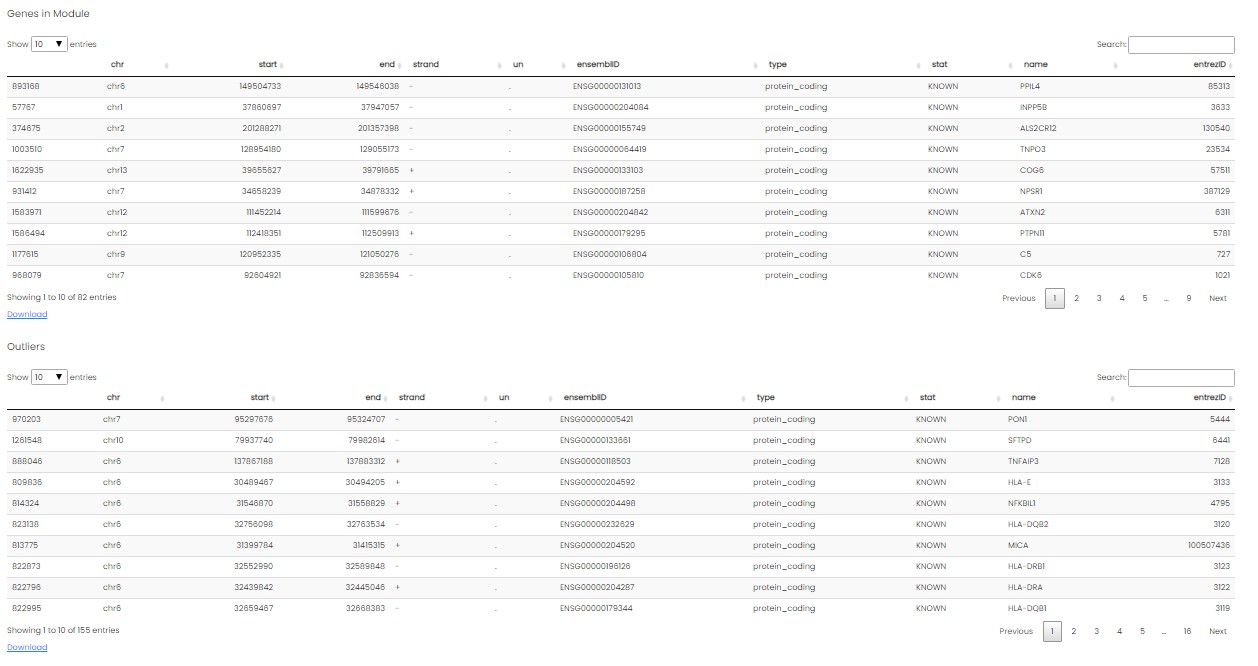 Genes in Module
Show 10 ▼ entries Search:
chr start end strand un ensemblID type stat name entrezID
893168 chr6 149504733 149546038 - . ENSG00000131013 protein_coding KNOWN PPIL4 85313
57767 chr1 37860697 37947057 - . ENSG00000204084 protein_coding KNOWN INPP5B 3633
374675 chr2 201288271 201357398 - . ENSG00000155749 protein_coding KNOWN ALS2CR12 130540
1003510 chr7 128954180 129055173 - . ENSG00000064419 protein_coding KNOWN TNPO3 23534
1622935 chr13 39655627 39791665 + . ENSG00000133103 protein_coding KNOWN COG6 57511
931412 chr7 34658239 34878332 + . ENSG00000187258 protein_coding KNOWN NPSR1 387129
1583971 chr12 111452214 111599676 - . ENSG00000204842 protein_coding KNOWN ATXN2 6311
1586494 chr12 112418351 112509913 + . ENSG00000179295 protein_coding KNOWN PTPN11 5781
1177615 chr9 120952335 121050276 - . ENSG00000106804 protein_coding KNOWN C5 727
968079 chr7 92604921 92836594 - . ENSG00000105810 protein_coding KNOWN CDK6 1021
Showing 1 to 10 of 82 entries Previous 1 2 3 4 5 ... 9 Next
Download
Outliers
Show 10 ▼ entries Search:
chr start end strand un ensemblID type stat name entrezID
970203 chr7 95297676 95324707 - . ENSG00000005421 protein_coding KNOWN PON1 5444
1261548 chr10 79937740 79982614 - . ENSG00000133661 protein_coding KNOWN SFTPD 6441
888046 chr6 137867188 137883312 + . ENSG00000118503 protein_coding KNOWN TNFAIP3 7128
809836 chr6 30489467 30494205 + . ENSG00000204592 protein_coding KNOWN HLA-E 3133
814324 chr6 31546870 31558829 + . ENSG00000204498 protein_coding KNOWN NFKBIL1 4795
823138 chr6 32756098 32763534 - . ENSG00000232629 protein_coding KNOWN HLA-DQB2 3120
813775 chr6 31399784 31415315 + . ENSG00000204520 protein_coding KNOWN MICA 100507436
822873 chr6 32552990 32589848 - . ENSG00000196126 protein_coding KNOWN HLA-DRB1 3123
822796 chr6 32439842 32445046 + . ENSG00000204287 protein_coding KNOWN HLA-DRA 3122
822995 chr6 32659467 32668383 - . ENSG00000179344 protein_coding KNOWN HLA-DQB1 3119
Showing 1 to 10 of 155 entries Previous 1 2 3 4 5 ... 16 Next
Download